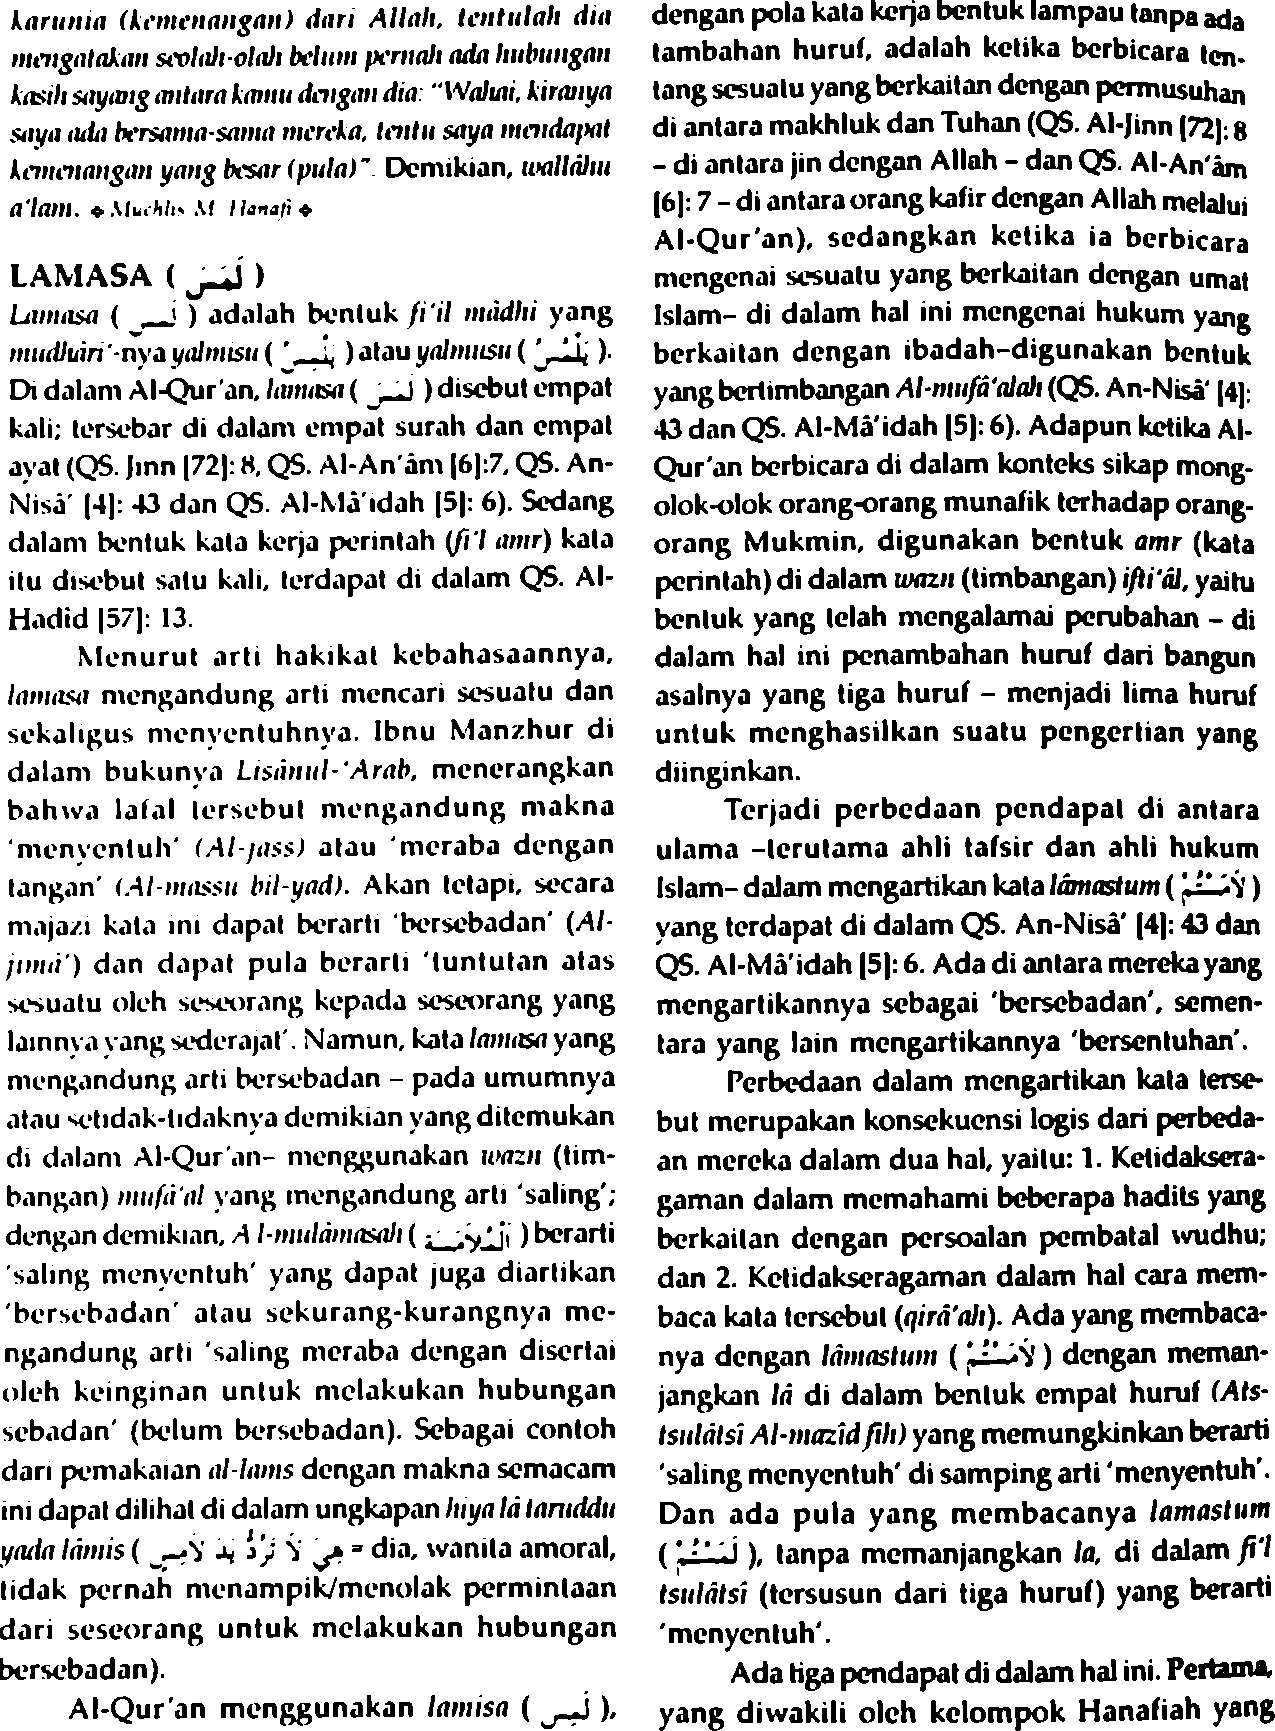 karunia (kemenangan) dari Allah, tentulah dia
mengatakan seolah-olah belum pernah ada hubungan
kasih sayang antara kamu dengan dia: "Wahai, kiranya
saya ada bersama-sama mereka, tentu saya mendapat
kemenangan yang besar (pula)". Demikian, wallâhu
a'lam. ✦ Muchlis M. Hanafi ✦
LAMASA ( لَمَسَ )
Lamasa ( لَمَسَ ) adalah bentuk fi'il mâdhi yang
mudhâri'-nya yalmisu ( يَلْمِسُ ) atau yalmusu ( يَلْمُسُ ).
Di dalam Al-Qur'an, lamasa ( لَمَسَ ) disebut empat
kali; tersebar di dalam empat surah dan empat
ayat (QS. Jinn [72]: 8, QS. Al-An'âm [6]:7, QS. An-
Nisâ' [4]: 43 dan QS. Al-Mâ'idah [5]: 6). Sedang
dalam bentuk kata kerja perintah (fi'l amr) kata
itu disebut satu kali, terdapat di dalam QS. Al-
Hadîd [57]: 13.
Menurut arti hakikat kebahasaannya,
lamasa mengandung arti mencari sesuatu dan
sekaligus menyentuhnya. Ibnu Manzhur di
dalam bukunya Lisânul-'Arab, menerangkan
bahwa lafal tersebut mengandung makna
'menyentuh' (Al-jass) atau 'meraba dengan
tangan' (Al-massu bil-yad). Akan tetapi, secara
majazi kata ini dapat berarti 'bersebadan' (Al-
jimâ') dan dapat pula berarti 'tuntutan atas
sesuatu oleh seseorang kepada seseorang yang
lainnya yang sederajat'. Namun, kata lamasa yang
mengandung arti bersebadan – pada umumnya
atau setidak-tidaknya demikian yang ditemukan
di dalam Al-Qur'an– menggunakan wazn (tim-
bangan) mufâ'al yang mengandung arti 'saling';
dengan demikian, Al-mulâmasah ( اَلْمُلاَمَسَة ) berarti
'saling menyentuh' yang dapat juga diartikan
'bersebadan' atau sekurang-kurangnya me-
ngandung arti 'saling meraba dengan disertai
oleh keinginan untuk melakukan hubungan
sebadan' (belum bersebadan). Sebagai contoh
dari pemakaian al-lams dengan makna semacam
ini dapat dilihat di dalam ungkapan hiya lâ taruddu
yada lâmis ( هِيَ لاَ تَرُدُّ يَدَ لاَمِسٍ = dia, wanita amoral,
tidak pernah menampik/menolak permintaan
dari seseorang untuk melakukan hubungan
bersebadan).
Al-Qur'an menggunakan lamisa ( لَمِسَ ),
dengan pola kata kerja bentuk lampau tanpa ada
tambahan huruf, adalah ketika berbicara ten-
tang sesuatu yang berkaitan dengan permusuhan
di antara makhluk dan Tuhan (QS. Al-Jinn [72]: 8
– di antara jin dengan Allah – dan QS. Al-An'âm
[6]: 7 – di antara orang kafir dengan Allah melalui
Al-Qur'an), sedangkan ketika ia berbicara
mengenai sesuatu yang berkaitan dengan umat
Islam– di dalam hal ini mengenai hukum yang
berkaitan dengan ibadah–digunakan bentuk
yang bertimbangan Al-mufâ'alah (QS. An-Nisâ' [4]:
43 dan QS. Al-Mâ'idah [5]: 6). Adapun ketika Al-
Qur'an berbicara di dalam konteks sikap mong-
olok-olok orang-orang munafik terhadap orang-
orang Mukmin, digunakan bentuk amr (kata
perintah) di dalam wazn (timbangan) ifti'âl, yaitu
bentuk yang telah mengalamai perubahan – di
dalam hal ini penambahan huruf dari bangun
asalnya yang tiga huruf – menjadi lima huruf
untuk menghasilkan suatu pengertian yang
diinginkan.
Terjadi perbedaan pendapat di antara
ulama –terutama ahli tafsir dan ahli hukum
Islam– dalam mengartikan kata lâmastum ( لاَمَسْتُمْ )
yang terdapat di dalam QS. An-Nisâ' [4]: 43 dan
QS. Al-Mâ'idah [5]: 6. Ada di antara mereka yang
mengartikannya sebagai 'bersebadan', semen-
tara yang lain mengartikannya 'bersentuhan'.
Perbedaan dalam mengartikan kata terse-
but merupakan konsekuensi logis dari perbeda-
an mereka dalam dua hal, yaitu: 1. Ketidaksera-
gaman dalam memahami beberapa hadits yang
berkaitan dengan persoalan pembatal wudhu;
dan 2. Ketidakseragaman dalam hal cara mem-
baca kata tersebut (qirâ'ah). Ada yang membaca-
nya dengan lâmastum ( لاَمَسْتُمْ ) dengan meman-
jangkan lâ di dalam bentuk empat huruf (Ats-
tsulâtsî Al-mazîd fîh) yang memungkinkan berarti
'saling menyentuh' di samping arti 'menyentuh'.
Dan ada pula yang membacanya lamastum
( لَمَسْتُمْ ), tanpa memanjangkan la, di dalam fi'l
tsulâtsî (tersusun dari tiga huruf) yang berarti
'menyentuh'.
Ada tiga pendapat di dalam hal ini. Pertama,
yang diwakili oleh kelompok Hanafiah yang